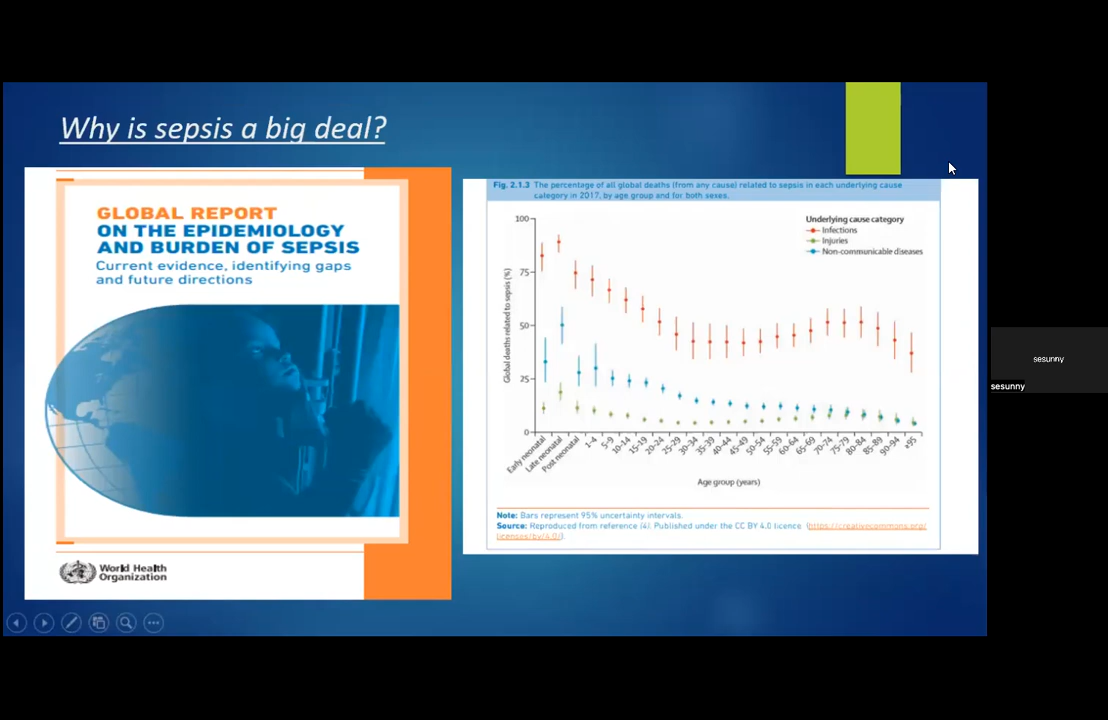 Why is sepsis a big deal?
GLOBAL REPORT
ON THE EPIDEMIOLOGY
AND BURDEN OF SEPSIS
Current evidence, identifying gaps
and future directions
World Health
Organization
Fig. 2.1.3 The percentage of all global deaths (from any cause) related to sepsis in each underlying cause
category in 2017, by age group and for both sexes.
Underlying cause category
Infections
Injuries
Non-communicable diseases
Global deaths related to sepsis (%)
100
75
50
25
0
Early neonatal
Late neonatal
Post neonatal
1-4
5-9
10-14
15-19
20-24
25-29
30-34
35-39
40-44
45-49
50-54
55-59
60-64
65-69
70-74
75-79
80-84
85-89
90-94
≥95
Age group (years)
Note: Bars represent 95% uncertainty intervals.
Source: Reproduced from reference (4). Published under the CC BY 4.0 licence (https://creativecommons.org/
licenses/by/4.0/).
sesunny
sesunny